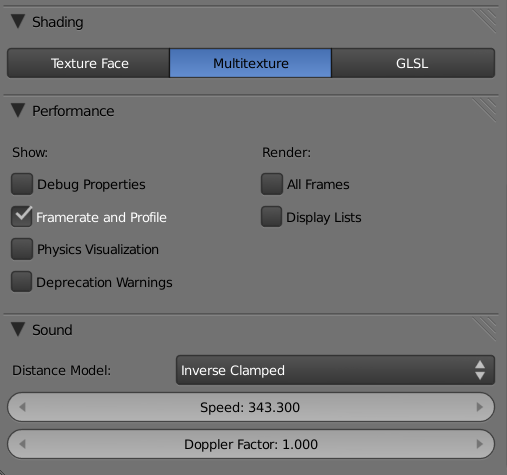 Shading
Texture Face Multitexture GLSL
Performance
Show: Render:
Debug Properties All Frames
Framerate and Profile Display Lists
Physics Visualization
Deprecation Warnings
Sound
Distance Model: Inverse Clamped
Speed: 343.300
Doppler Factor: 1.000